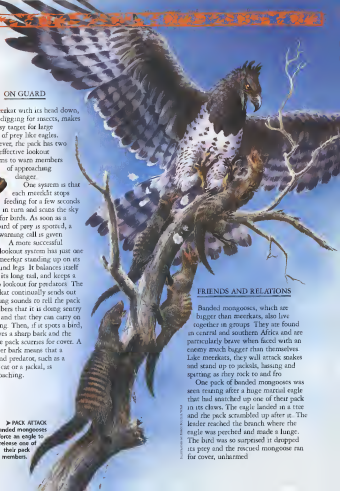 ON GUARD
erkat with its head down,
digging for insects, makes
sy target for large
of prey like eagles.
ever, the pack has two
effective lookout
ms to warn members
of approaching
danger
One system is that
each meerkat stops
feeding for a few seconds
in turn and scans the sky
for birds. As soon as a
bird of prey is spotted, a
warning call is given
A more successful
lookout system has just one
meerkat standing up on its
hind legs It balances itself
its long tail, and keeps a
lookout for predators The
kat continually sends out
ing sounds to tell the pack
bers that it is doing sentry
and that they can carry on
ng. Then, if it spots a bird,
ves a sharp bark and the
e pack scurries for cover. A
er bark means that a
nd predator, such as a
cat or a jackal, is
oaching.
➤ PACK ATTACK
anded mongooses
force an eagle to
release one of
their pack
members.
FRIENDS AND RELATIONS
Banded mongooses, which are
bigger than meerkats, also live
together in groups They are found
in central and southern Africa and are
particularly brave when faced with an
enemy much bigger than themselves
Like meerkats, they will attack snakes
and stand up to jackals, hissing and
spitting as they rock to and fro
One pack of banded mongooses was
seen reacting after a huge martial eagle
that had snatched up one of their pack
in its claws. The eagle landed in a tree
and the pack scrambled up after it. The
leader reached the branch where the
eagle was perched and made a lunge.
The bird was so surprised it dropped
its prey and the rescued mongoose ran
for cover, unharmed